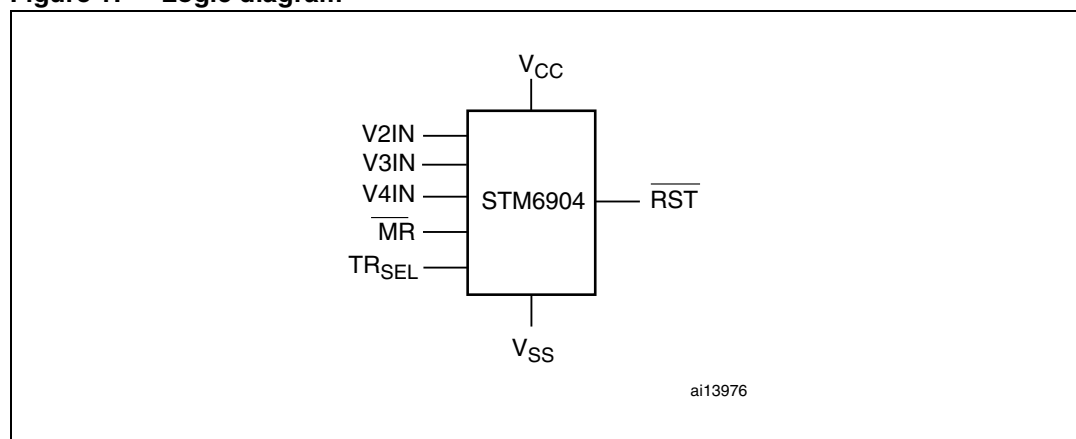 Figure 1. Logic diagram
VCC
V2IN
V3IN
V4IN
MR
TRSEL
STM6904
RST
VSS
ai13976